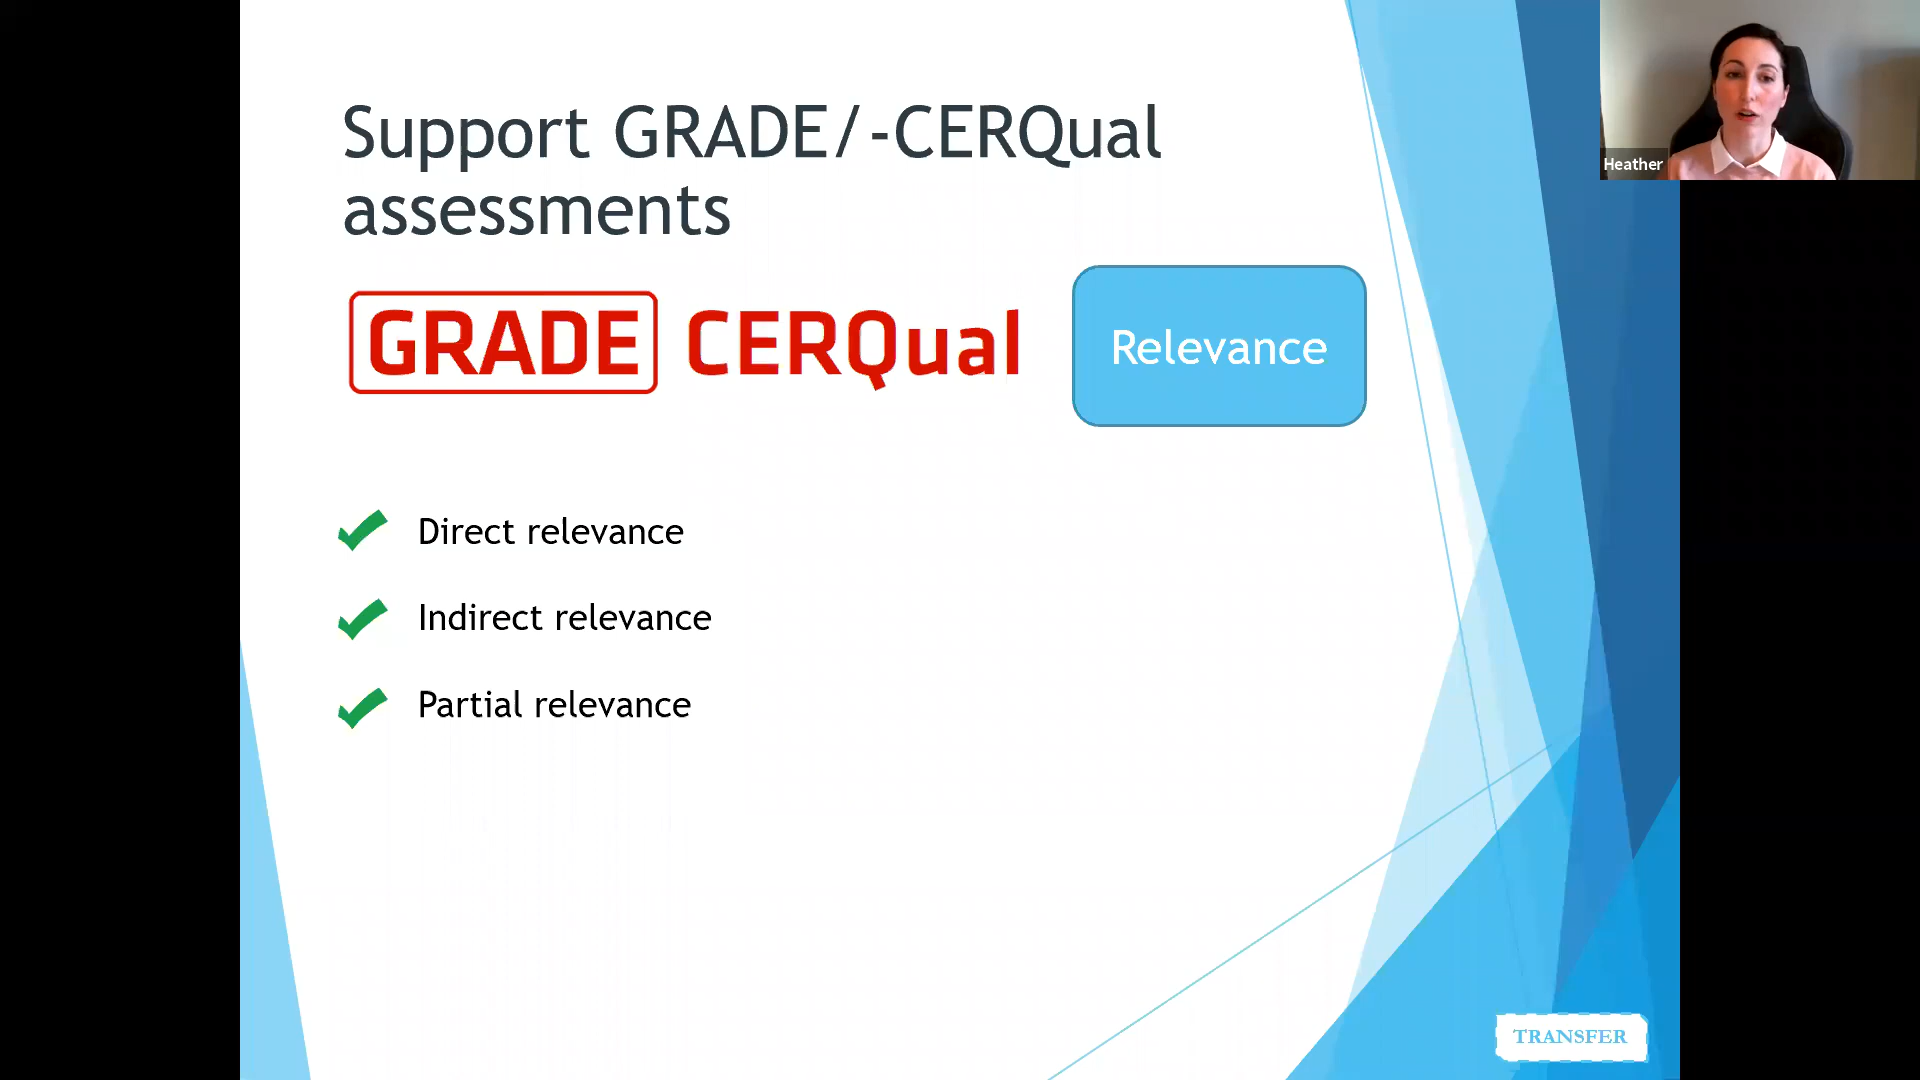 Support GRADE/-CERQual
assessments
GRADE CERQual
Relevance
Direct relevance
Indirect relevance
Partial relevance
Heather
TRANSFER